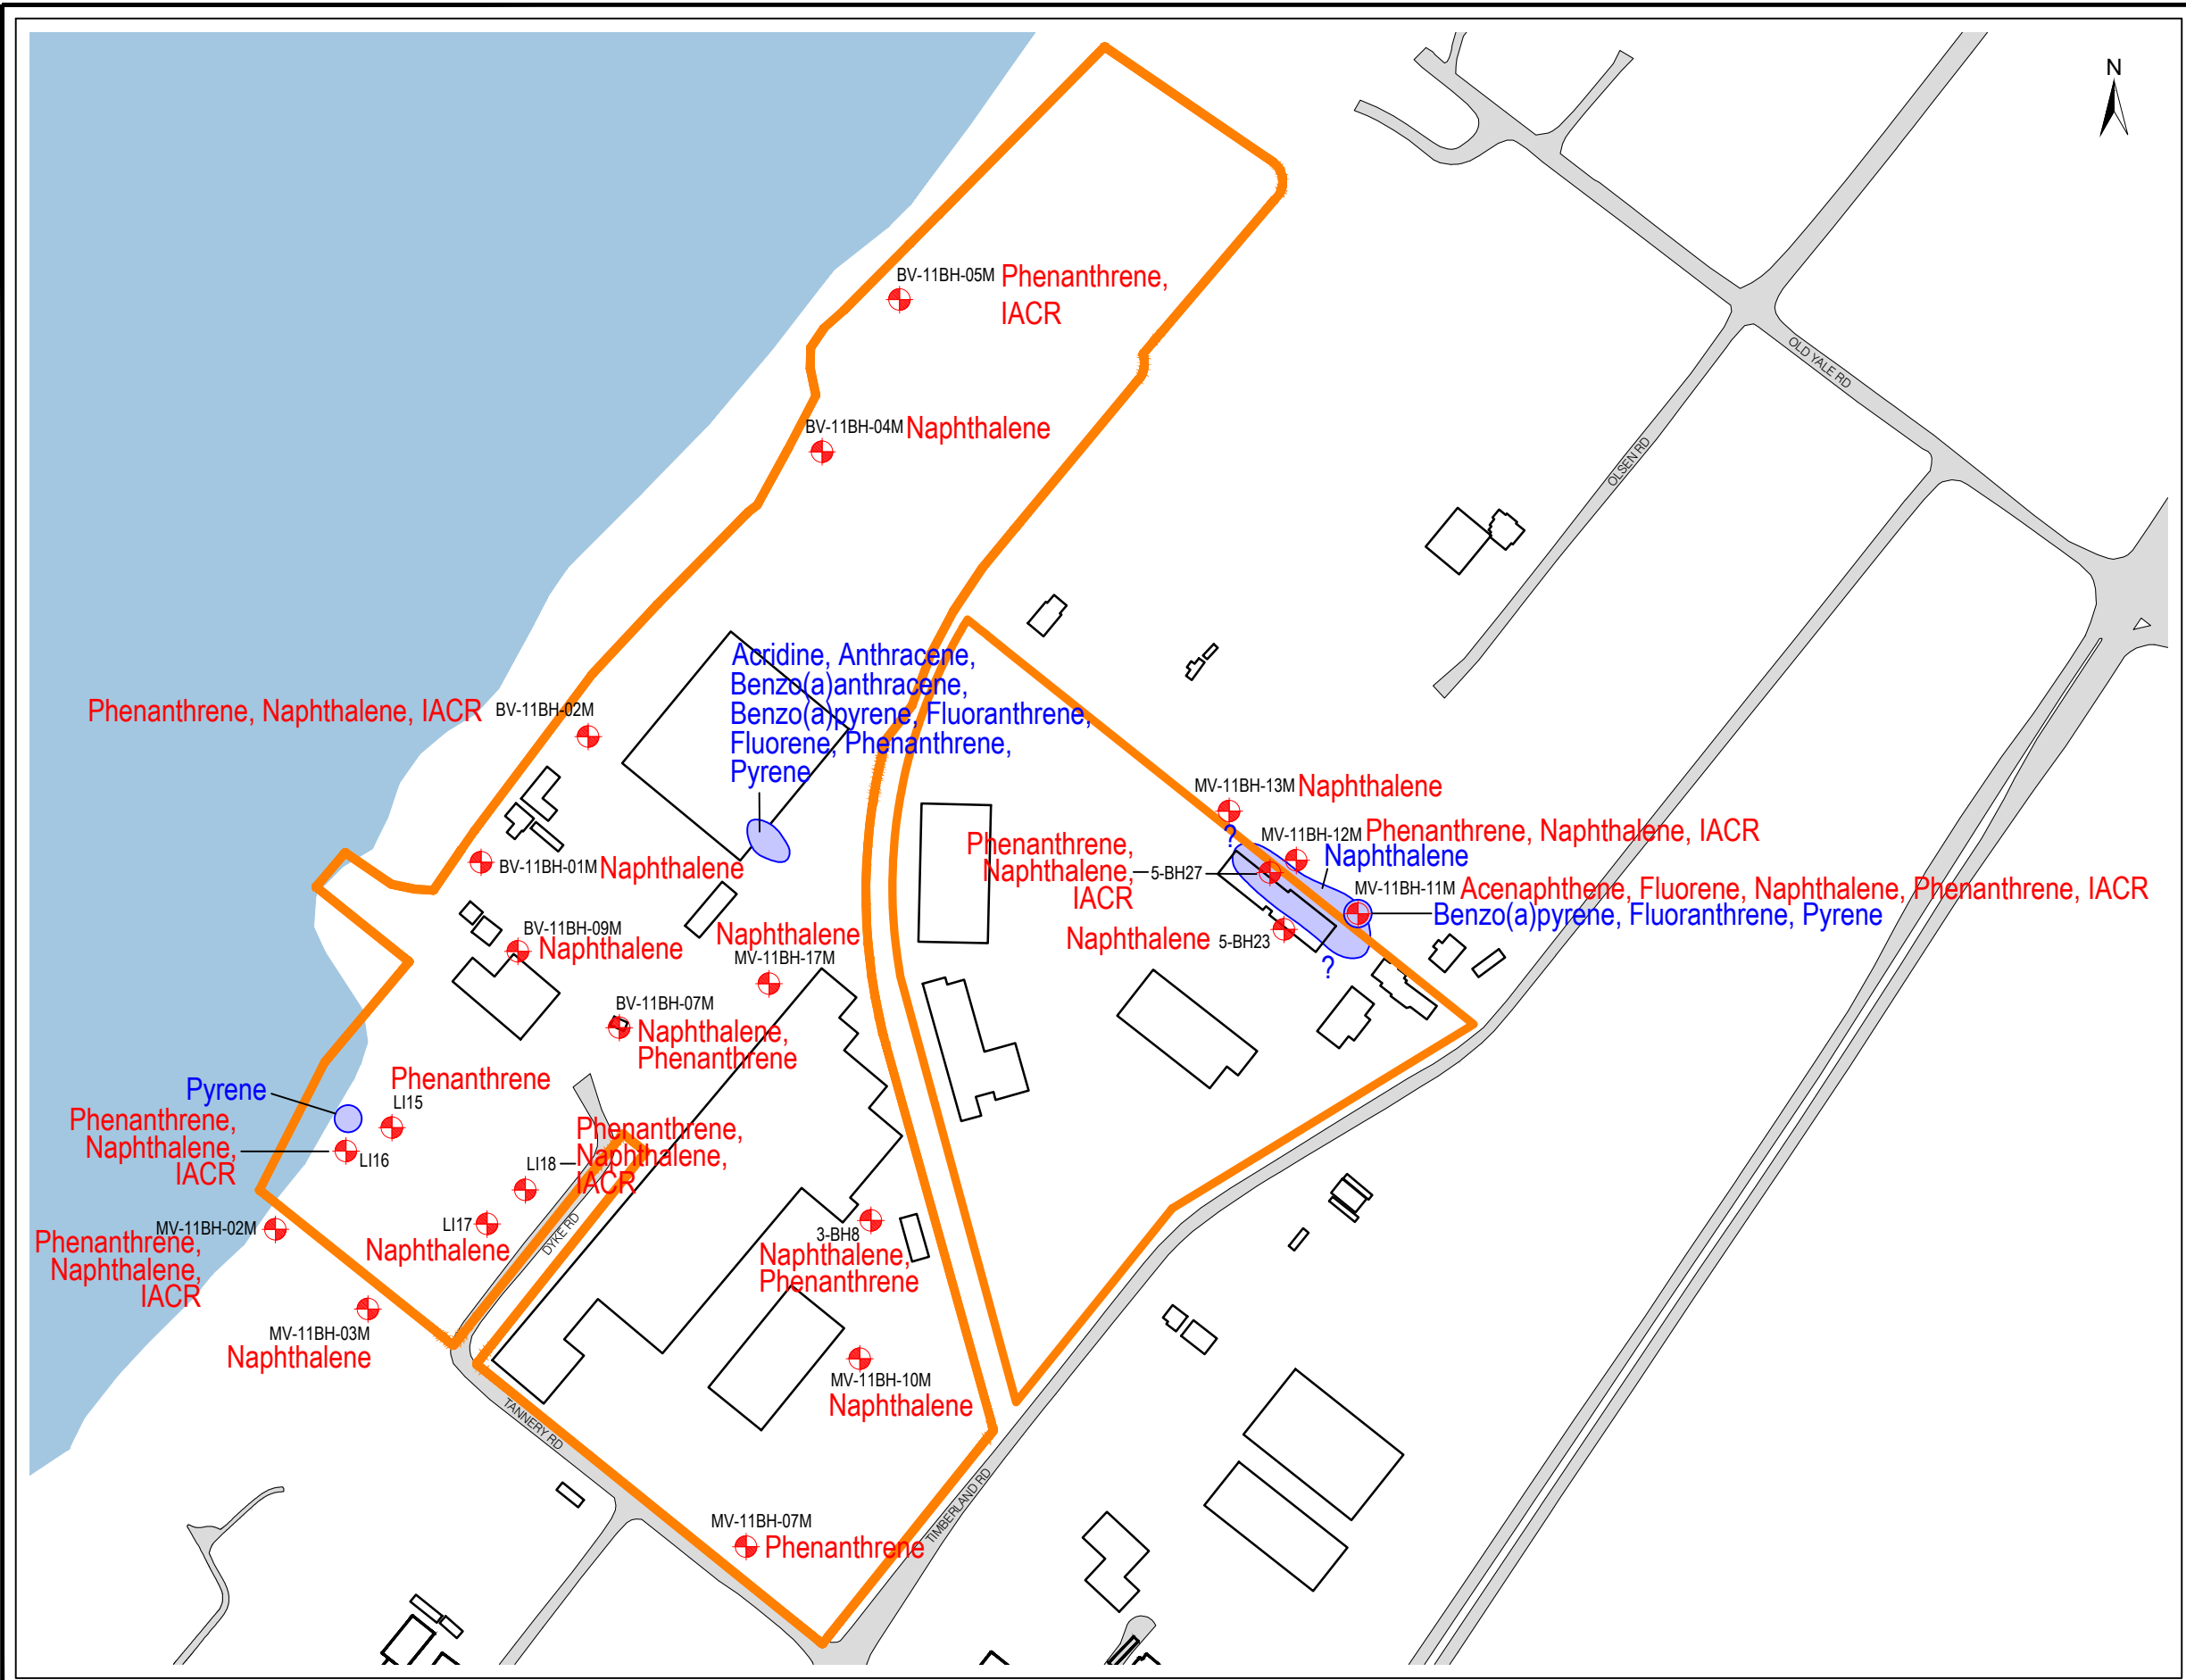 N
BV-11BH-05M Phenanthrene,
IACR
OLD YALE RD
BV-11BH-04M Naphthalene
OLSEN RD
Acridine, Anthracene,
Benzo(a)anthracene,
Benzo(a)pyrene, Fluoranthrene,
Fluorene, Phenanthrene,
Pyrene
Phenanthrene, Naphthalene, IACR BV-11BH-02M
MV-11BH-13M Naphthalene
?
MV-11BH-12M Phenanthrene, Naphthalene, IACR
Naphthalene
Phenanthrene,
Naphthalene,
IACR
5-BH27
MV-11BH-11M Acenaphthene, Fluorene, Naphthalene, Phenanthrene, IACR
Benzo(a)pyrene, Fluoranthrene, Pyrene
BV-11BH-01M Naphthalene
BV-11BH-09M
Naphthalene
Naphthalene
MV-11BH-17M
Naphthalene 5-BH23
?
BV-11BH-07M
Naphthalene,
Phenanthrene
Pyrene
Phenanthrene
LI15
Phenanthrene,
Naphthalene,
IACR
LI16
Phenanthrene,
Naphthalene,
IACR
LI18
LI17
Naphthalene
DYKE RD
MV-11BH-02M
Phenanthrene,
Naphthalene,
IACR
3-BH8
Naphthalene,
Phenanthrene
MV-11BH-03M
Naphthalene
MV-11BH-10M
Naphthalene
TANNERY RD
TIMBERLAND RD
MV-11BH-07M
Phenanthrene